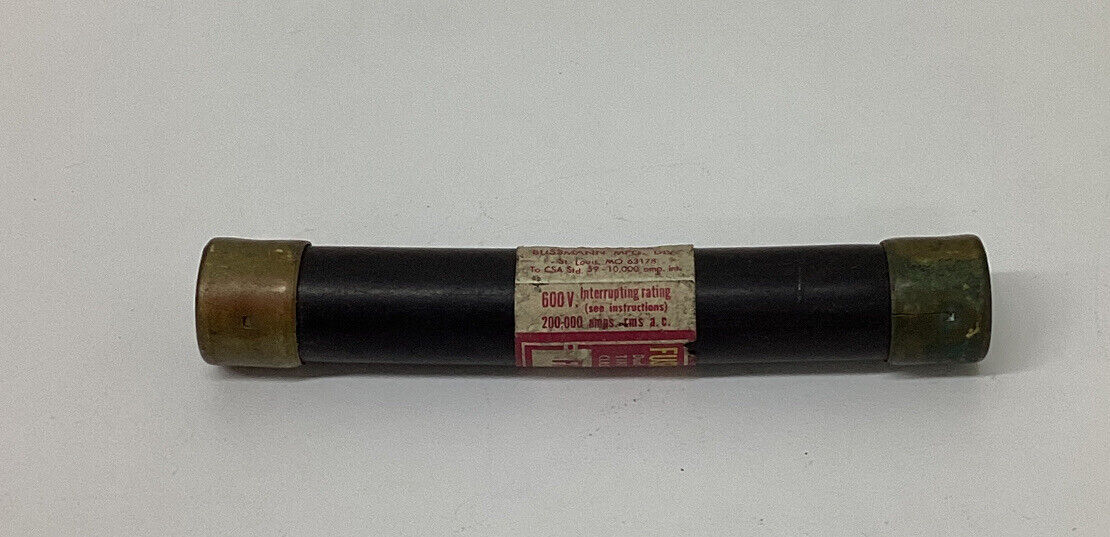 BUSSMANN MFG. DIV.
St. Louis, MO 63178
To CSA Std. 59-10,000 amp. int.
600 V. Interrupting rating
(see instructions)
200,000 amps. rms a.c.